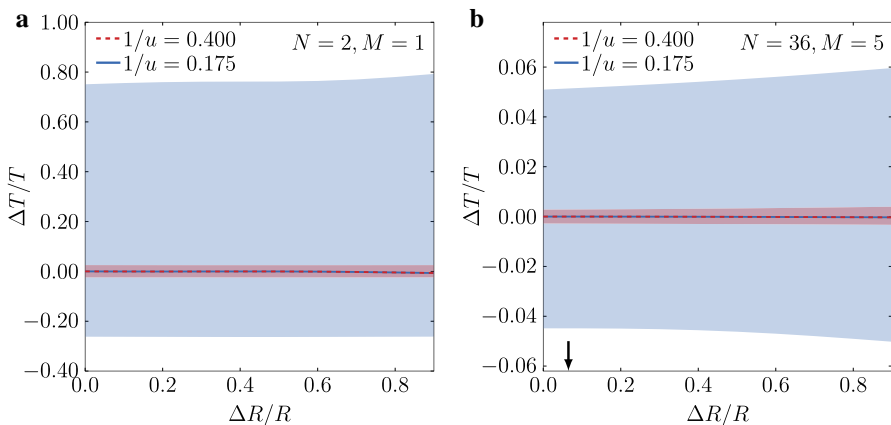 a
1.00
0.80
0.60
0.40
0.20
0.00
−0.20
−0.40
ΔT/T
1/u = 0.400
1/u = 0.175
N = 2, M = 1
0.0 0.2 0.4 0.6 0.8
ΔR/R
b
0.06
0.04
0.02
0.00
−0.02
−0.04
−0.06
ΔT/T
1/u = 0.400
1/u = 0.175
N = 36, M = 5
0.0 0.2 0.4 0.6 0.8
ΔR/R